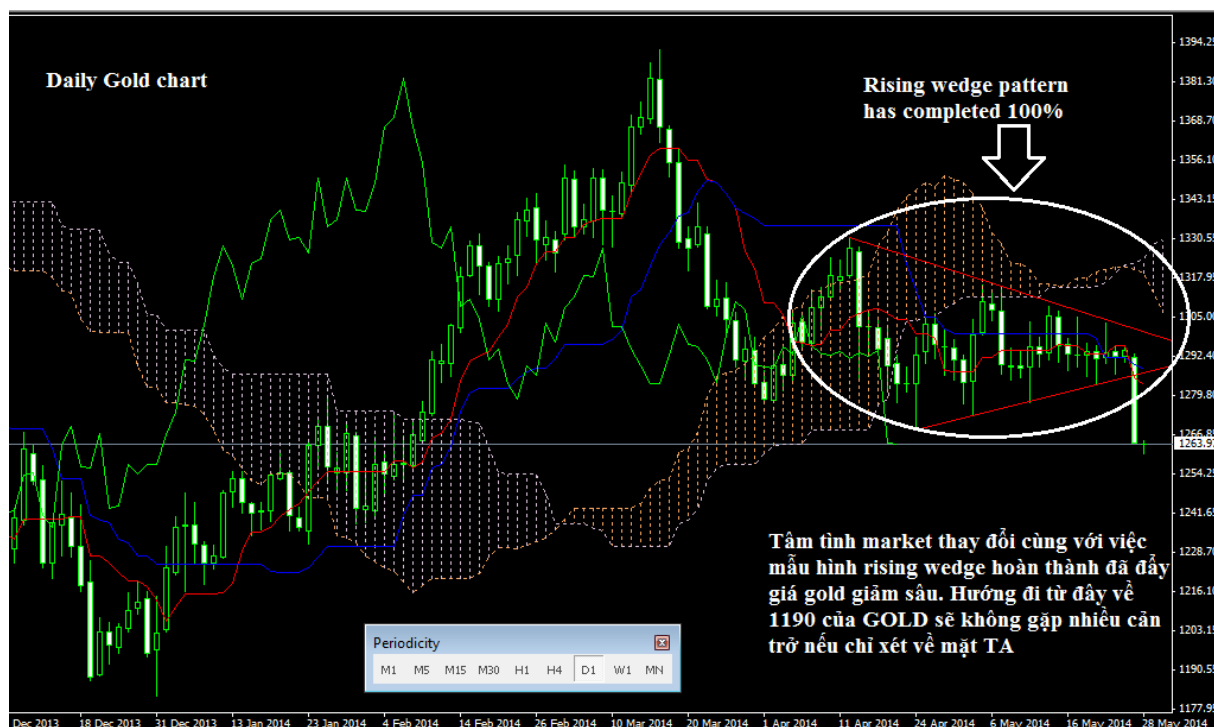 Daily Gold chart
Rising wedge pattern
has completed 100%
1394.25
1381.30
1368.70
1356.10
1343.15
1330.55
1317.95
1305.00
1292.40
1279.80
1266.85
1263.97
1254.25
1241.65
1228.70
1216.10
1203.15
1190.55
1177.95
Tâm tình market thay đổi cùng với việc
mẫu hình rising wedge hoàn thành đã đẩy
giá gold giảm sâu. Hướng đi từ đây về
1190 của GOLD sẽ không gặp nhiều cản
trở nếu chỉ xét về mặt TA
Periodicity
M1 M5 M15 M30 H1 H4 D1 W1 MN
Dec 2013 18 Dec 2013 31 Dec 2013 13 Jan 2014 23 Jan 2014 4 Feb 2014 14 Feb 2014 26 Feb 2014 10 Mar 2014 20 Mar 2014 1 Apr 2014 11 Apr 2014 24 Apr 2014 6 May 2014 16 May 2014 28 May 2014